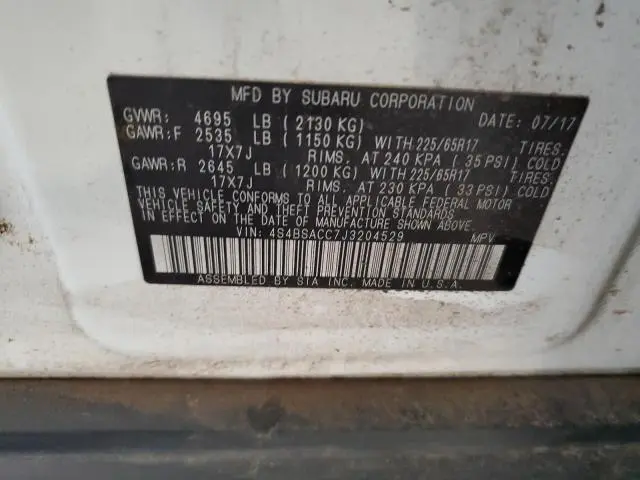 MFD BY SUBARU CORPORATION
GVWR: 4695 LB (2130 KG) DATE: 07/17
GAWR:F 2535 LB (1150 KG) WITH 225/65R17 TIRES.
17X7J RIMS. AT 240 KPA (35 PSI) COLD
GAWR:R 2645 LB (1200 KG) WITH 225/65R17 TIRES.
17X7J RIMS. AT 230 KPA (33 PSI) COLD
THIS VEHICLE CONFORMS TO ALL APPLICABLE FEDERAL MOTOR
VEHICLE SAFETY AND THEFT PREVENTION STANDARDS
IN EFFECT ON THE DATE OF MANUFACTURE SHOWN ABOVE.
VIN: 4S4BSACC7J3204529 MPV
ASSEMBLED BY SIA INC. MADE IN U.S.A.